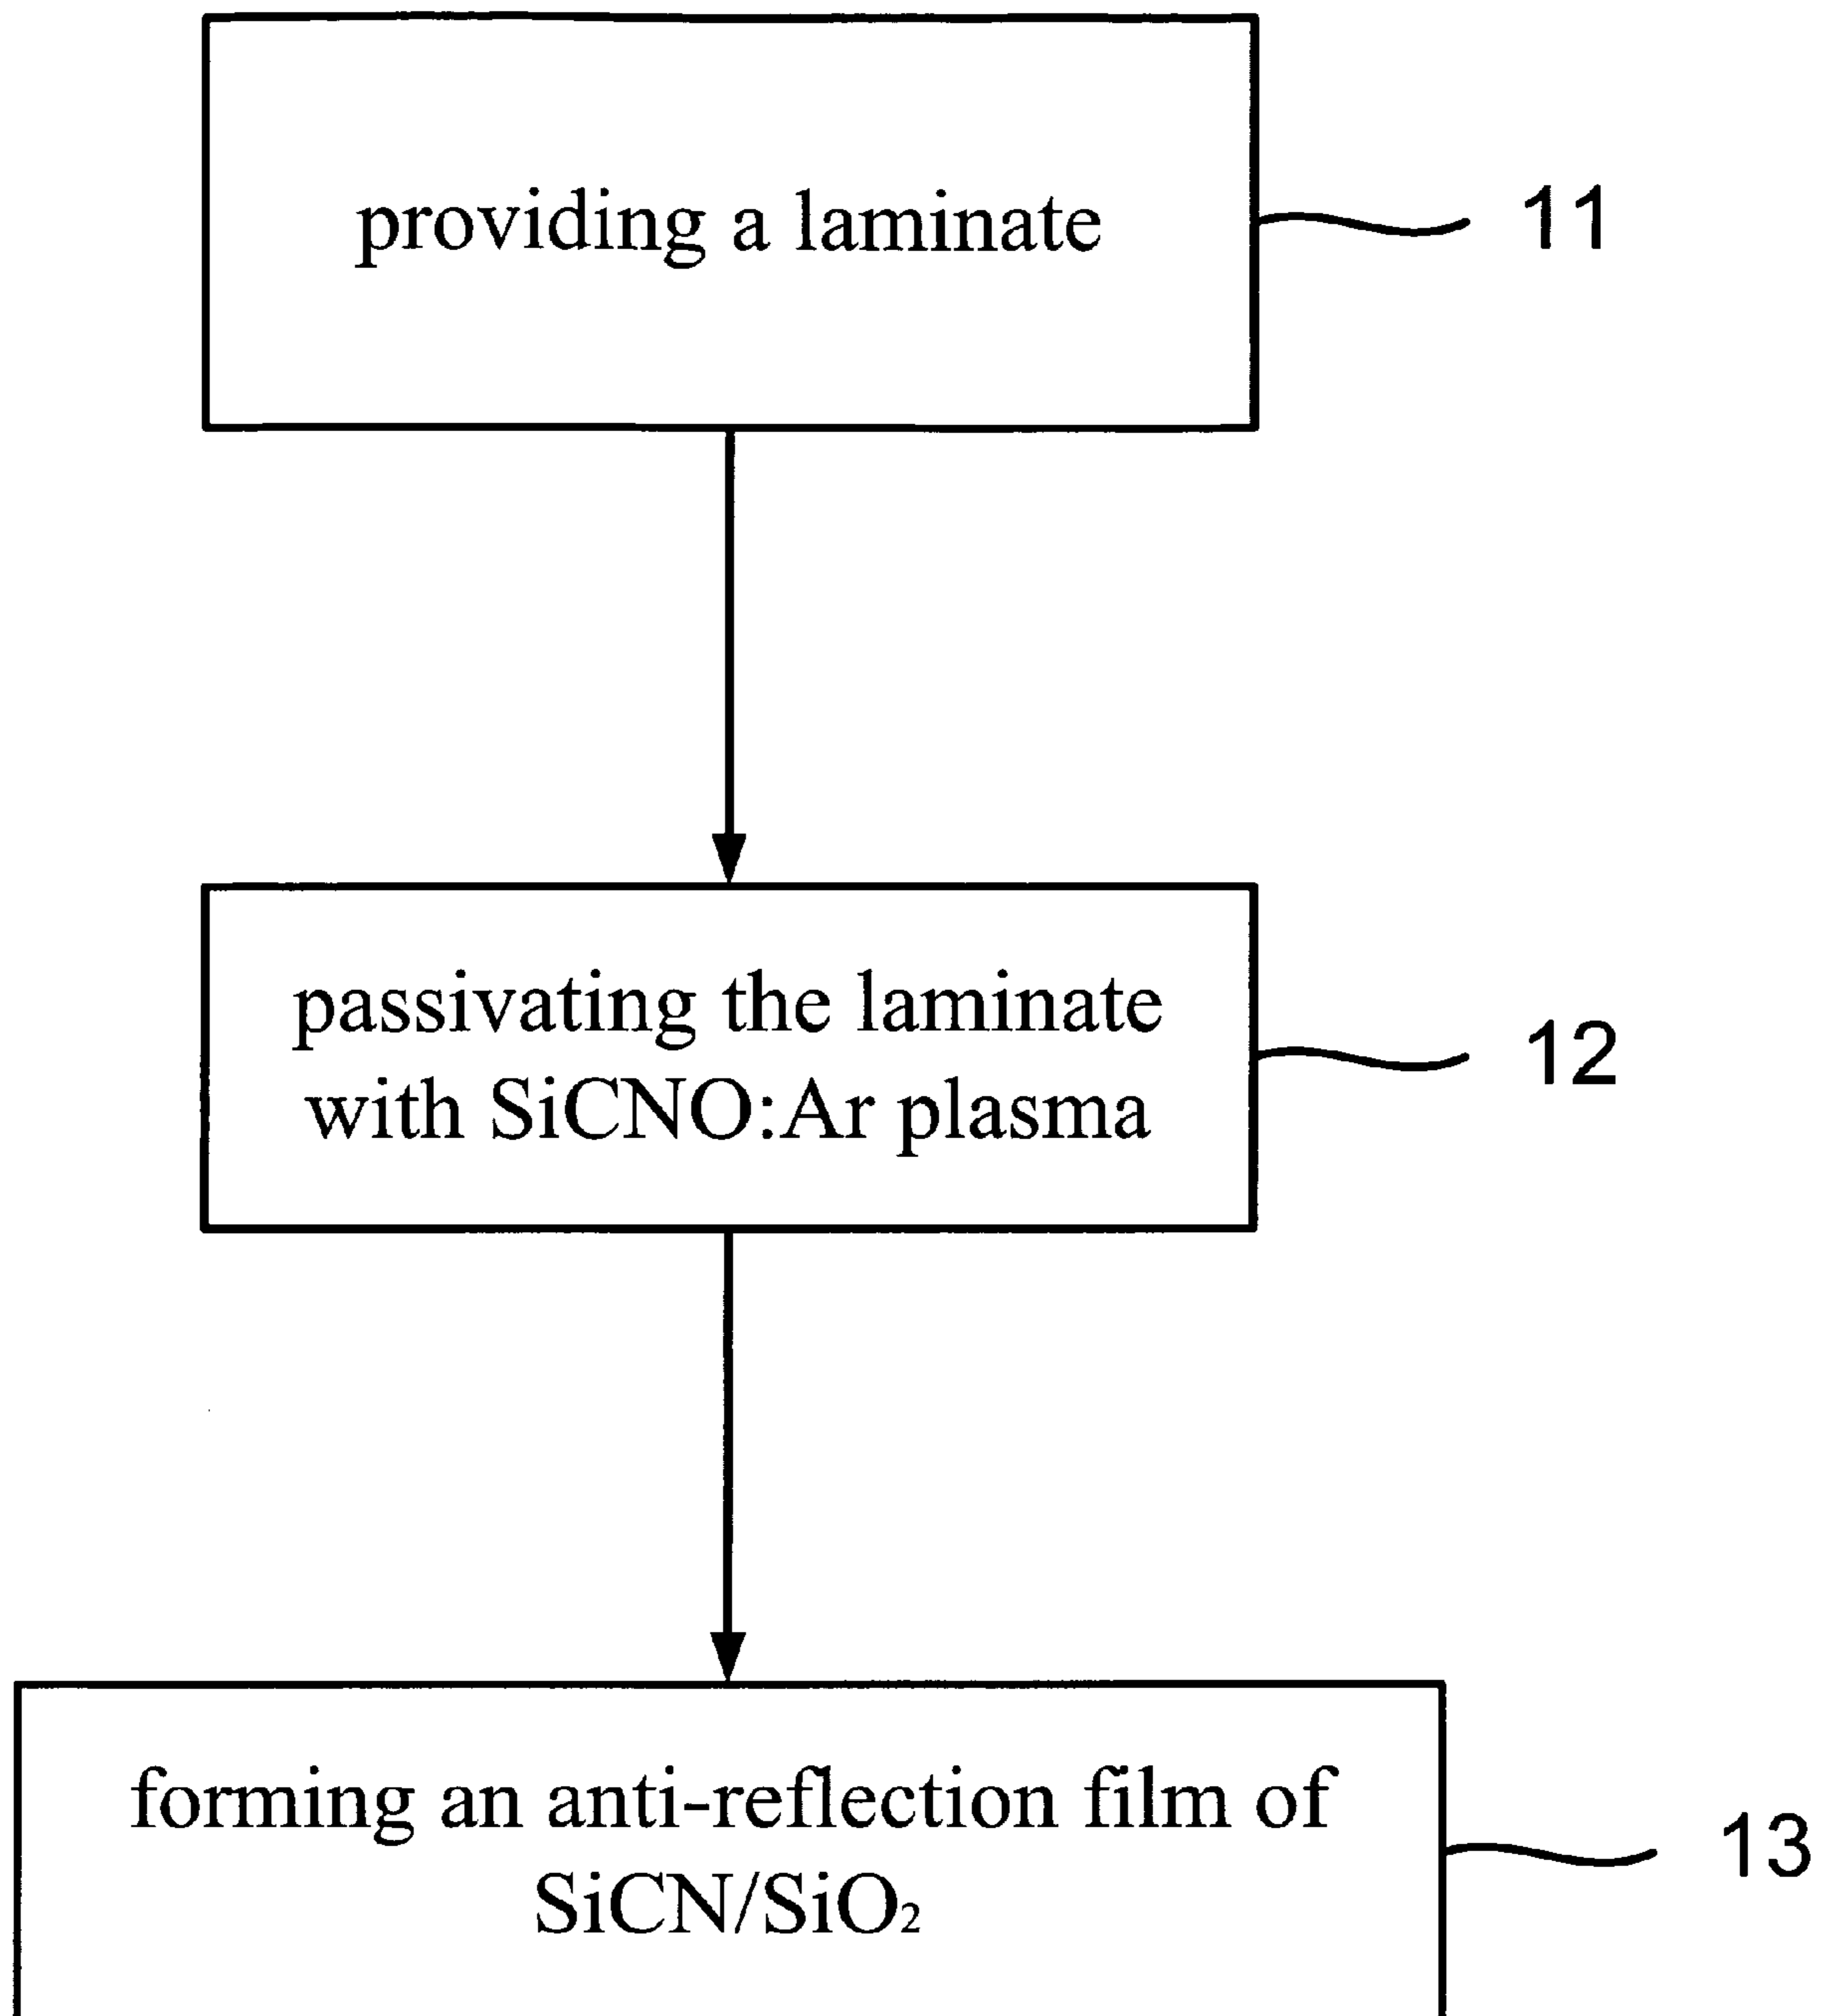 providing a laminate
11
passivating the laminate
with SiCNO:Ar plasma
12
forming an anti-reflection film of
SiCN/SiO₂
13